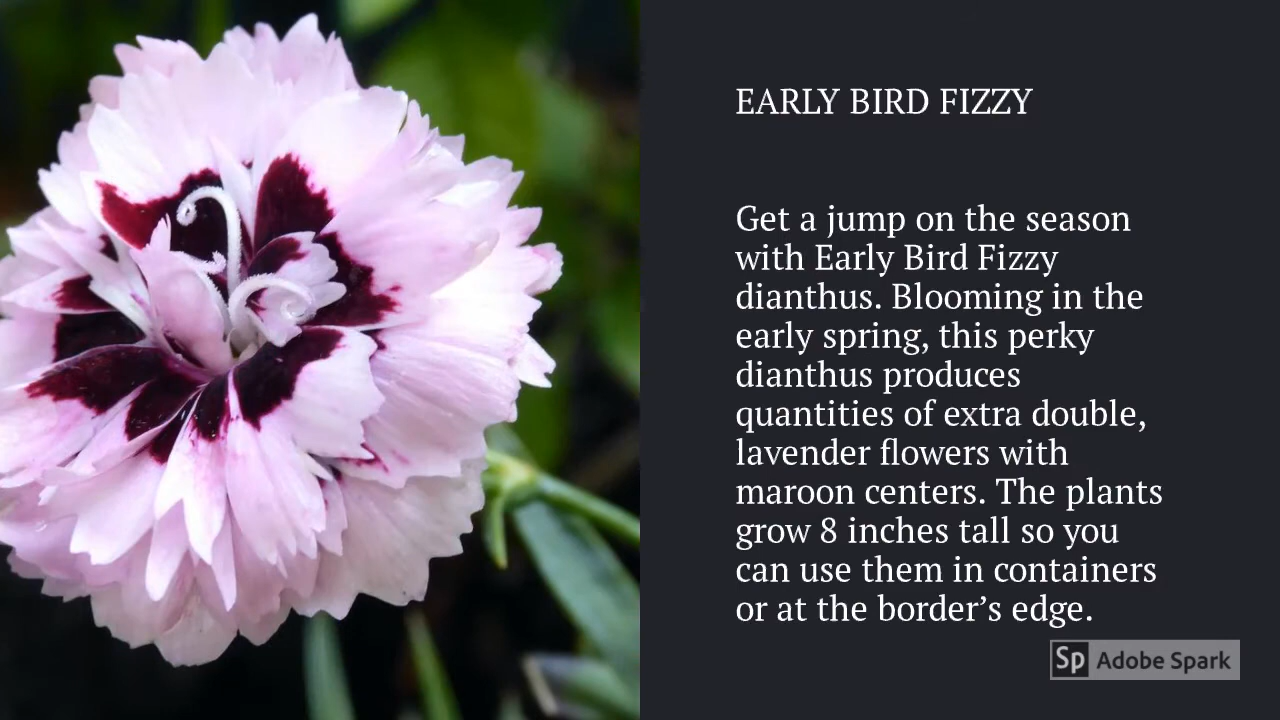 EARLY BIRD FIZZY
Get a jump on the season
with Early Bird Fizzy
dianthus. Blooming in the
early spring, this perky
dianthus produces
quantities of extra double,
lavender flowers with
maroon centers. The plants
grow 8 inches tall so you
can use them in containers
or at the border’s edge.
Sp Adobe Spark